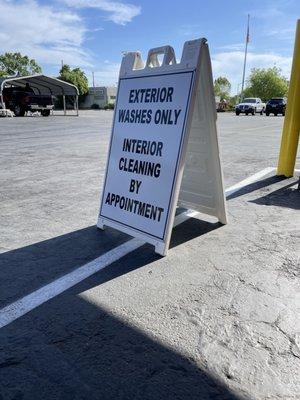 EXTERIOR
WASHES ONLY
INTERIOR
CLEANING
BY
APPOINTMENT